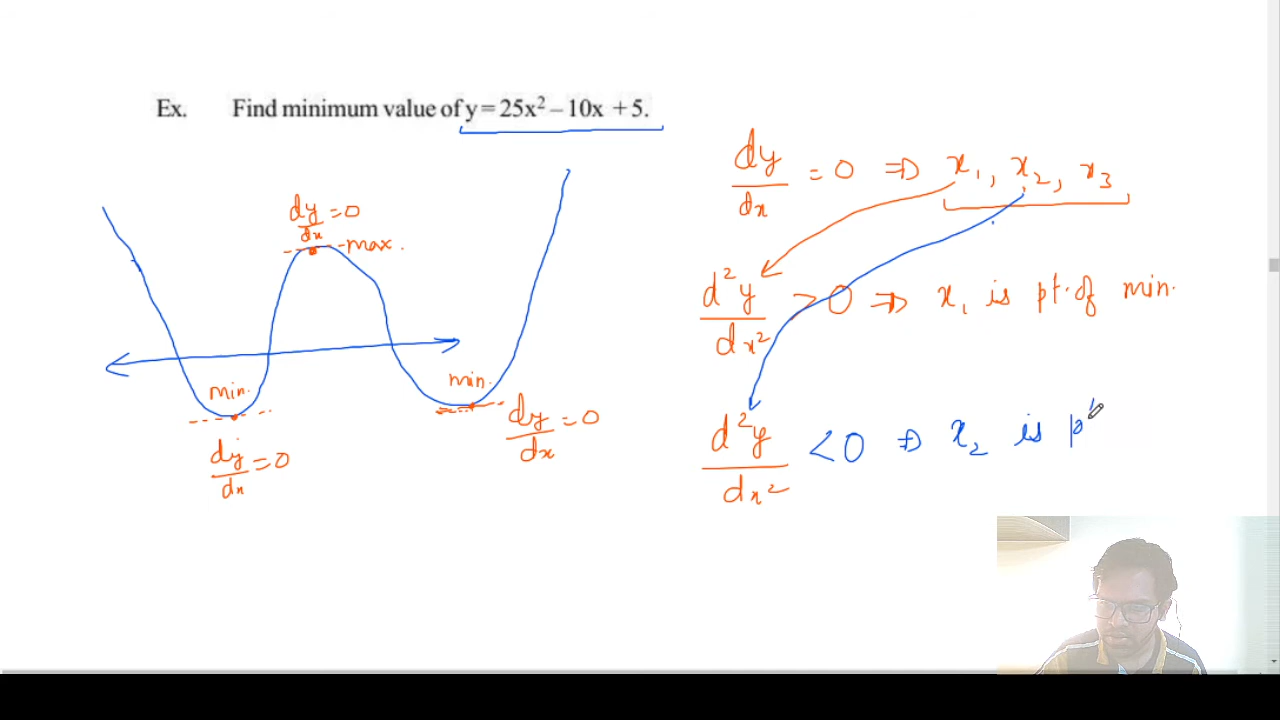 Ex. Find minimum value of y = 25x² – 10x + 5.
dy/dx = 0 ⇒ x₁, x₂, x₃
dy/dx = 0
max.
d²y/dx² > 0 ⇒ x₁ is pt. of min.
min.
min.
dy/dx = 0
dy/dx = 0
d²y/dx² < 0 ⇒ x₂ is pt